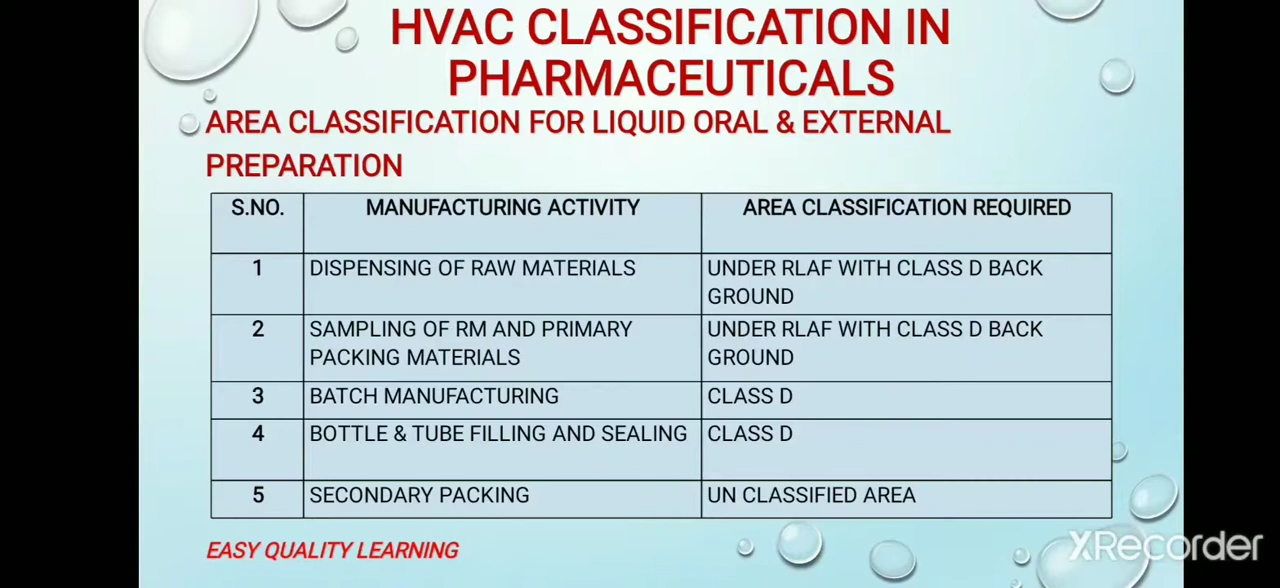 HVAC CLASSIFICATION IN
PHARMACEUTICALS
AREA CLASSIFICATION FOR LIQUID ORAL & EXTERNAL
PREPARATION
S.NO. MANUFACTURING ACTIVITY AREA CLASSIFICATION REQUIRED
1 DISPENSING OF RAW MATERIALS UNDER RLAF WITH CLASS D BACK
GROUND
2 SAMPLING OF RM AND PRIMARY UNDER RLAF WITH CLASS D BACK
PACKING MATERIALS GROUND
3 BATCH MANUFACTURING CLASS D
4 BOTTLE & TUBE FILLING AND SEALING CLASS D
5 SECONDARY PACKING UN CLASSIFIED AREA
EASY QUALITY LEARNING
XRecorder